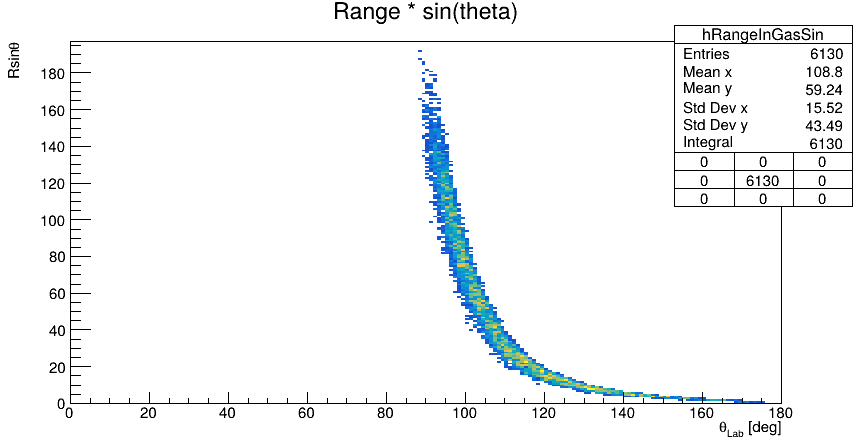 Range * sin(theta)
hRangeInGasSin
Entries 6130
Mean x 108.8
Mean y 59.24
Std Dev x 15.52
Std Dev y 43.49
Integral 6130
0 0 0
0 6130 0
0 0 0
Rsinθ
180
160
140
120
100
80
60
40
20
0
0 20 40 60 80 100 120 140 160 180
θLab [deg]